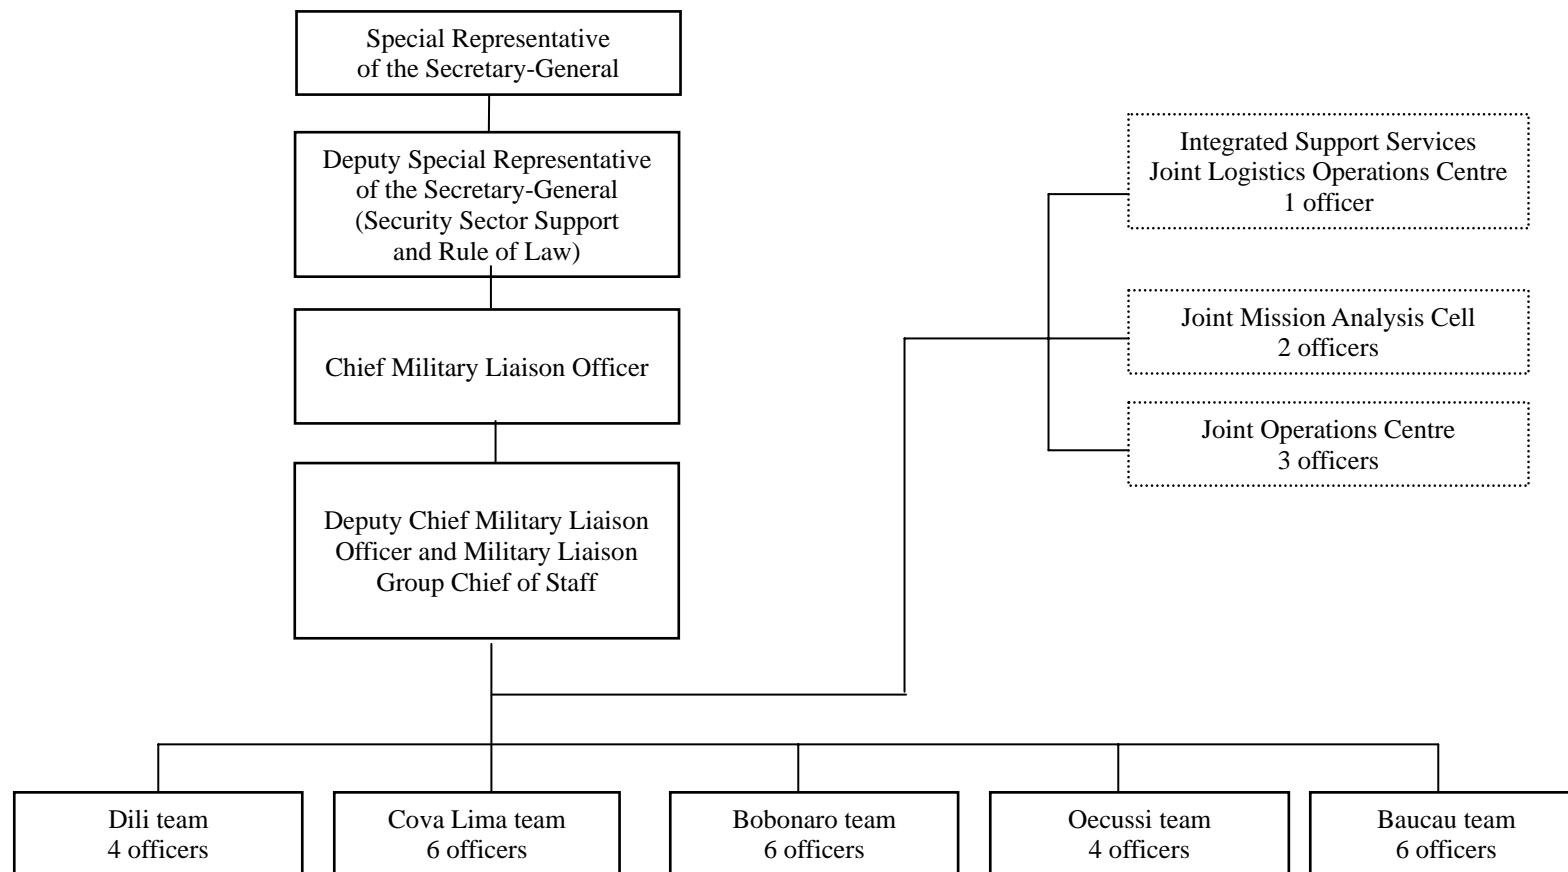 Special Representative
of the Secretary-General
Deputy Special Representative
of the Secretary-General
(Security Sector Support
and Rule of Law)
Chief Military Liaison Officer
Deputy Chief Military Liaison
Officer and Military Liaison
Group Chief of Staff
Integrated Support Services
Joint Logistics Operations Centre
1 officer
Joint Mission Analysis Cell
2 officers
Joint Operations Centre
3 officers
Dili team
4 officers
Cova Lima team
6 officers
Bobonaro team
6 officers
Oecussi team
4 officers
Baucau team
6 officers